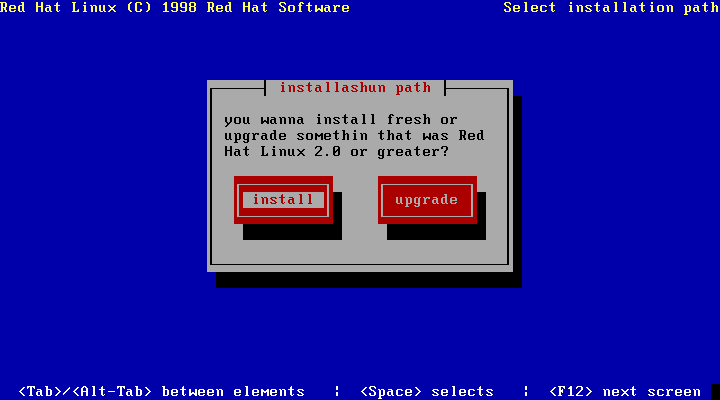 Red Hat Linux (C) 1998 Red Hat Software Select installation path
installashun path
you wanna install fresh or
upgrade somethin that was Red
Hat Linux 2.0 or greater?
install upgrade
<Tab>/<Alt-Tab> between elements ¦ <Space> selects ¦ <F12> next screen